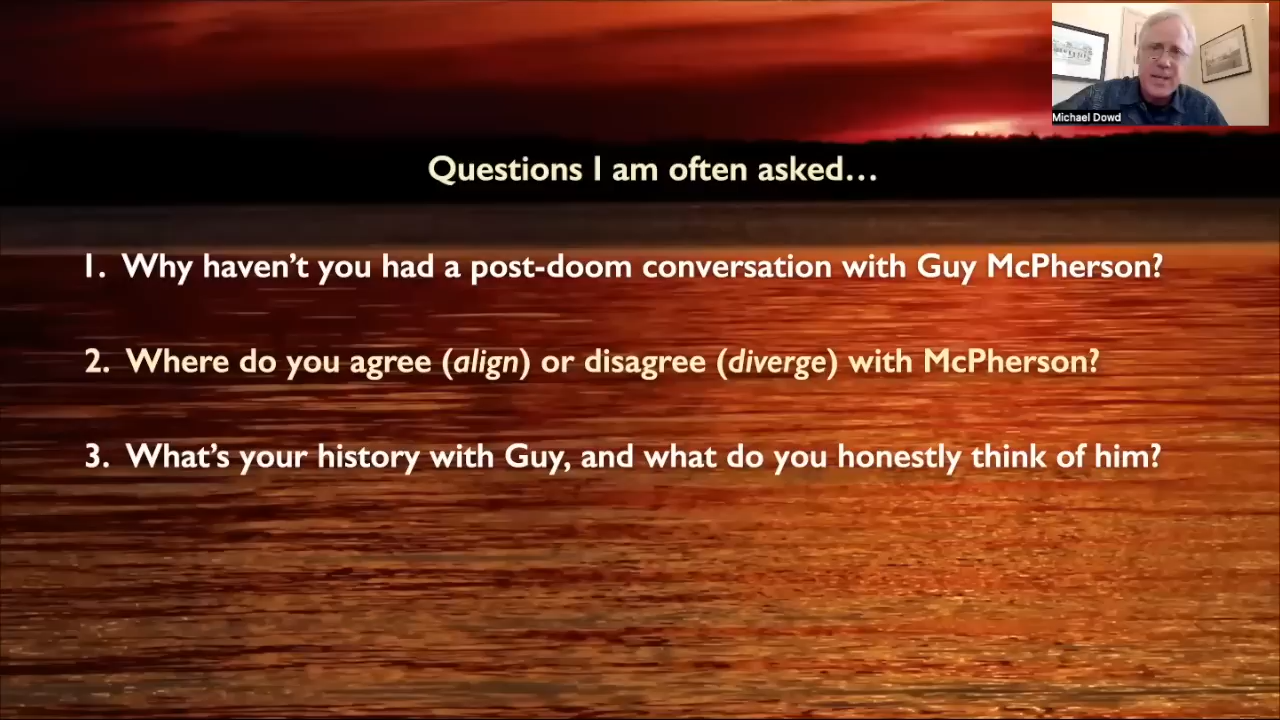 Michael Dowd
Questions I am often asked…
1. Why haven't you had a post-doom conversation with Guy McPherson?
2. Where do you agree (align) or disagree (diverge) with McPherson?
3. What's your history with Guy, and what do you honestly think of him?